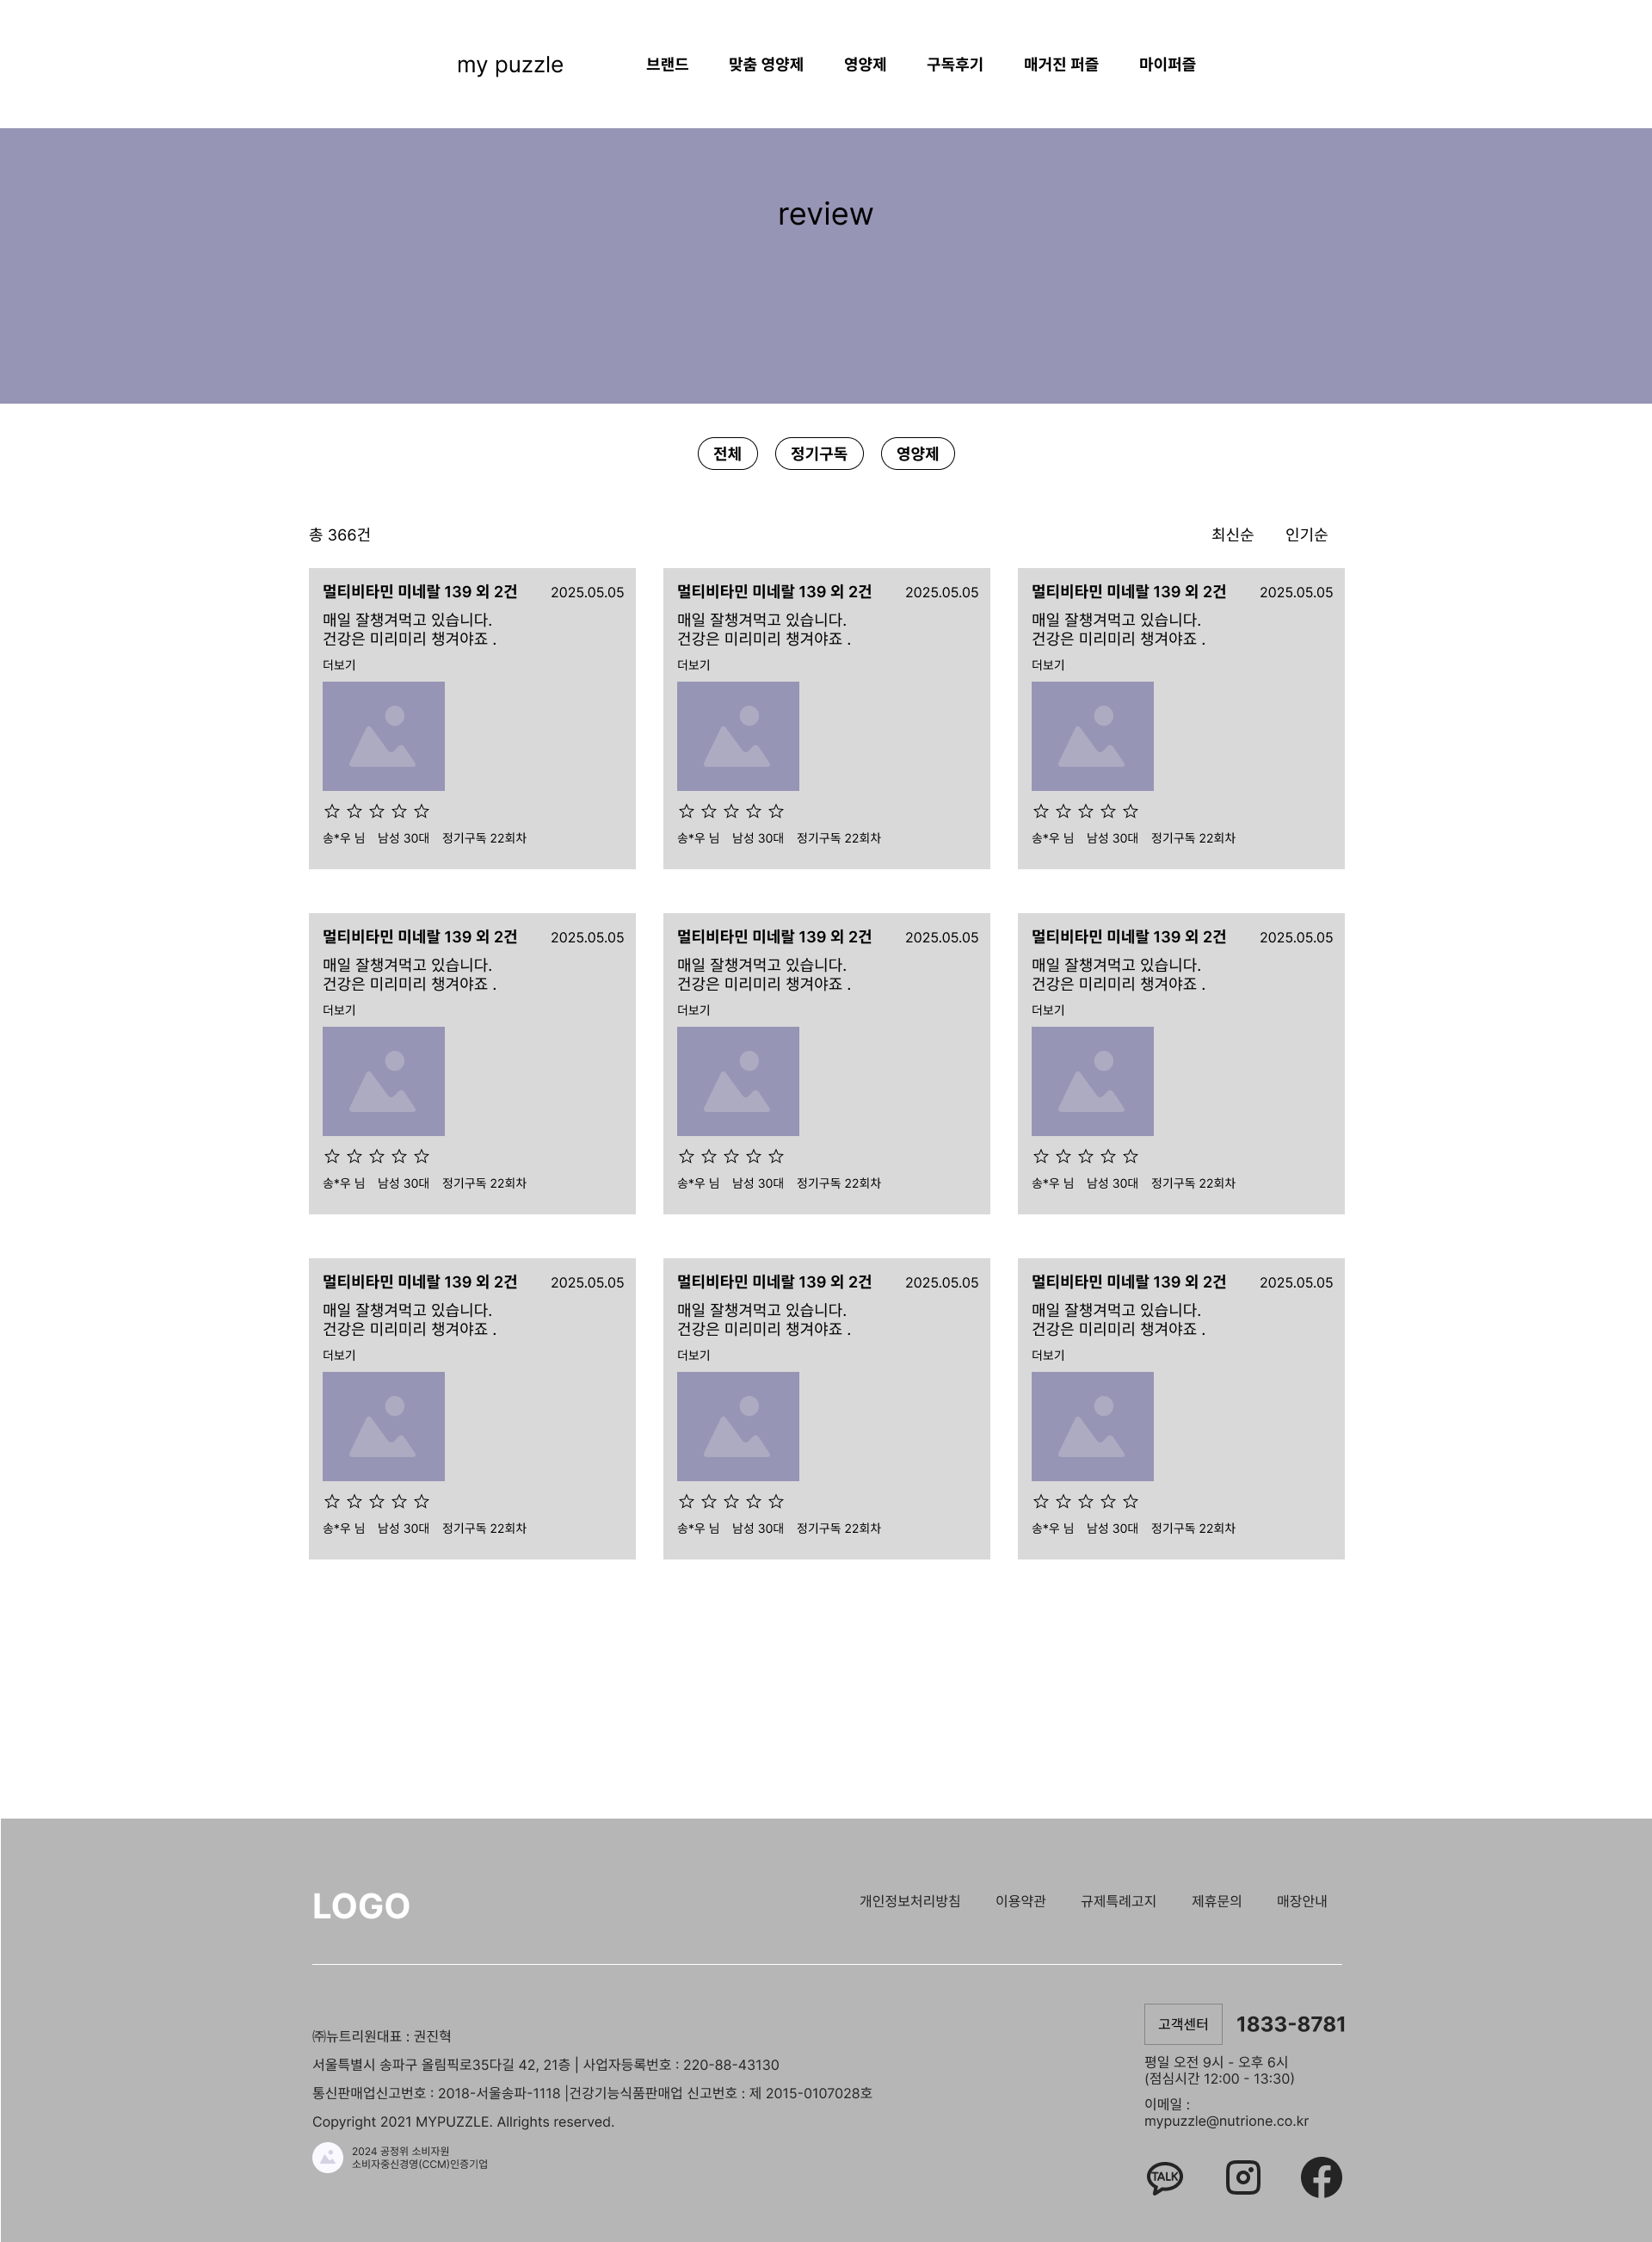 my puzzle 브랜드 맞춤 영양제 영양제 구독후기 매거진 퍼즐 마이퍼즐
review
전체 정기구독 영양제
총 366건 최신순 인기순
멀티비타민 미네랄 139 외 2건 2025.05.05 멀티비타민 미네랄 139 외 2건 2025.05.05 멀티비타민 미네랄 139 외 2건 2025.05.05
매일 잘챙겨먹고 있습니다. 매일 잘챙겨먹고 있습니다. 매일 잘챙겨먹고 있습니다.
건강은 미리미리 챙겨야죠 . 건강은 미리미리 챙겨야죠 . 건강은 미리미리 챙겨야죠 .
더보기 더보기 더보기
송*우 님 남성 30대 정기구독 22회차 송*우 님 남성 30대 정기구독 22회차 송*우 님 남성 30대 정기구독 22회차
멀티비타민 미네랄 139 외 2건 2025.05.05 멀티비타민 미네랄 139 외 2건 2025.05.05 멀티비타민 미네랄 139 외 2건 2025.05.05
매일 잘챙겨먹고 있습니다. 매일 잘챙겨먹고 있습니다. 매일 잘챙겨먹고 있습니다.
건강은 미리미리 챙겨야죠 . 건강은 미리미리 챙겨야죠 . 건강은 미리미리 챙겨야죠 .
더보기 더보기 더보기
송*우 님 남성 30대 정기구독 22회차 송*우 님 남성 30대 정기구독 22회차 송*우 님 남성 30대 정기구독 22회차
멀티비타민 미네랄 139 외 2건 2025.05.05 멀티비타민 미네랄 139 외 2건 2025.05.05 멀티비타민 미네랄 139 외 2건 2025.05.05
매일 잘챙겨먹고 있습니다. 매일 잘챙겨먹고 있습니다. 매일 잘챙겨먹고 있습니다.
건강은 미리미리 챙겨야죠 . 건강은 미리미리 챙겨야죠 . 건강은 미리미리 챙겨야죠 .
더보기 더보기 더보기
송*우 님 남성 30대 정기구독 22회차 송*우 님 남성 30대 정기구독 22회차 송*우 님 남성 30대 정기구독 22회차
LOGO 개인정보처리방침 이용약관 규제특례고지 제휴문의 매장안내
㈜뉴트리원대표 : 권진혁
서울특별시 송파구 올림픽로35다길 42, 21층 | 사업자등록번호 : 220-88-43130
통신판매업신고번호 : 2018-서울송파-1118 |건강기능식품판매업 신고번호 : 제 2015-0107028호
Copyright 2021 MYPUZZLE. Allrights reserved.
2024 공정위 소비자원
소비자중신경영(CCM)인증기업
고객센터 1833-8781
평일 오전 9시 - 오후 6시
(점심시간 12:00 - 13:30)
이메일 :
mypuzzle@nutrione.co.kr
TALK